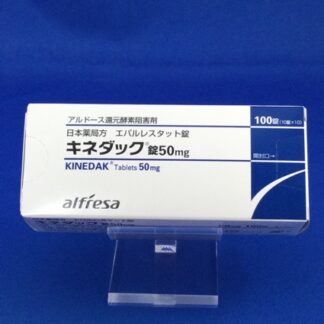 アルドース還元酵素阻害剤
日本薬局方 エパルレスタット錠
キネダック®錠50mg
KINEDAK® Tablets 50mg
100錠(10錠×10)
開封口→
alfresa